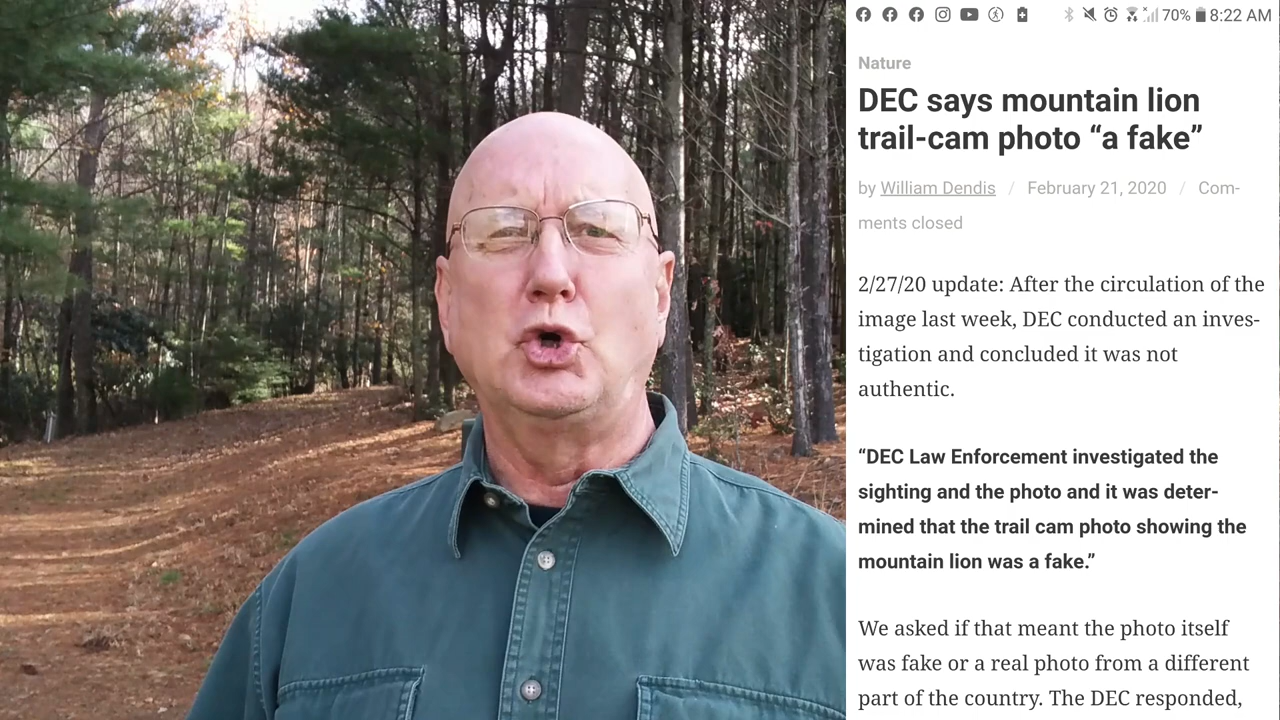 70% 8:22 AM
Nature
DEC says mountain lion
trail-cam photo “a fake”
by William Dendis / February 21, 2020 / Com-
ments closed
2/27/20 update: After the circulation of the
image last week, DEC conducted an inves-
tigation and concluded it was not
authentic.
“DEC Law Enforcement investigated the
sighting and the photo and it was deter-
mined that the trail cam photo showing the
mountain lion was a fake.”
We asked if that meant the photo itself
was fake or a real photo from a different
part of the country. The DEC responded,